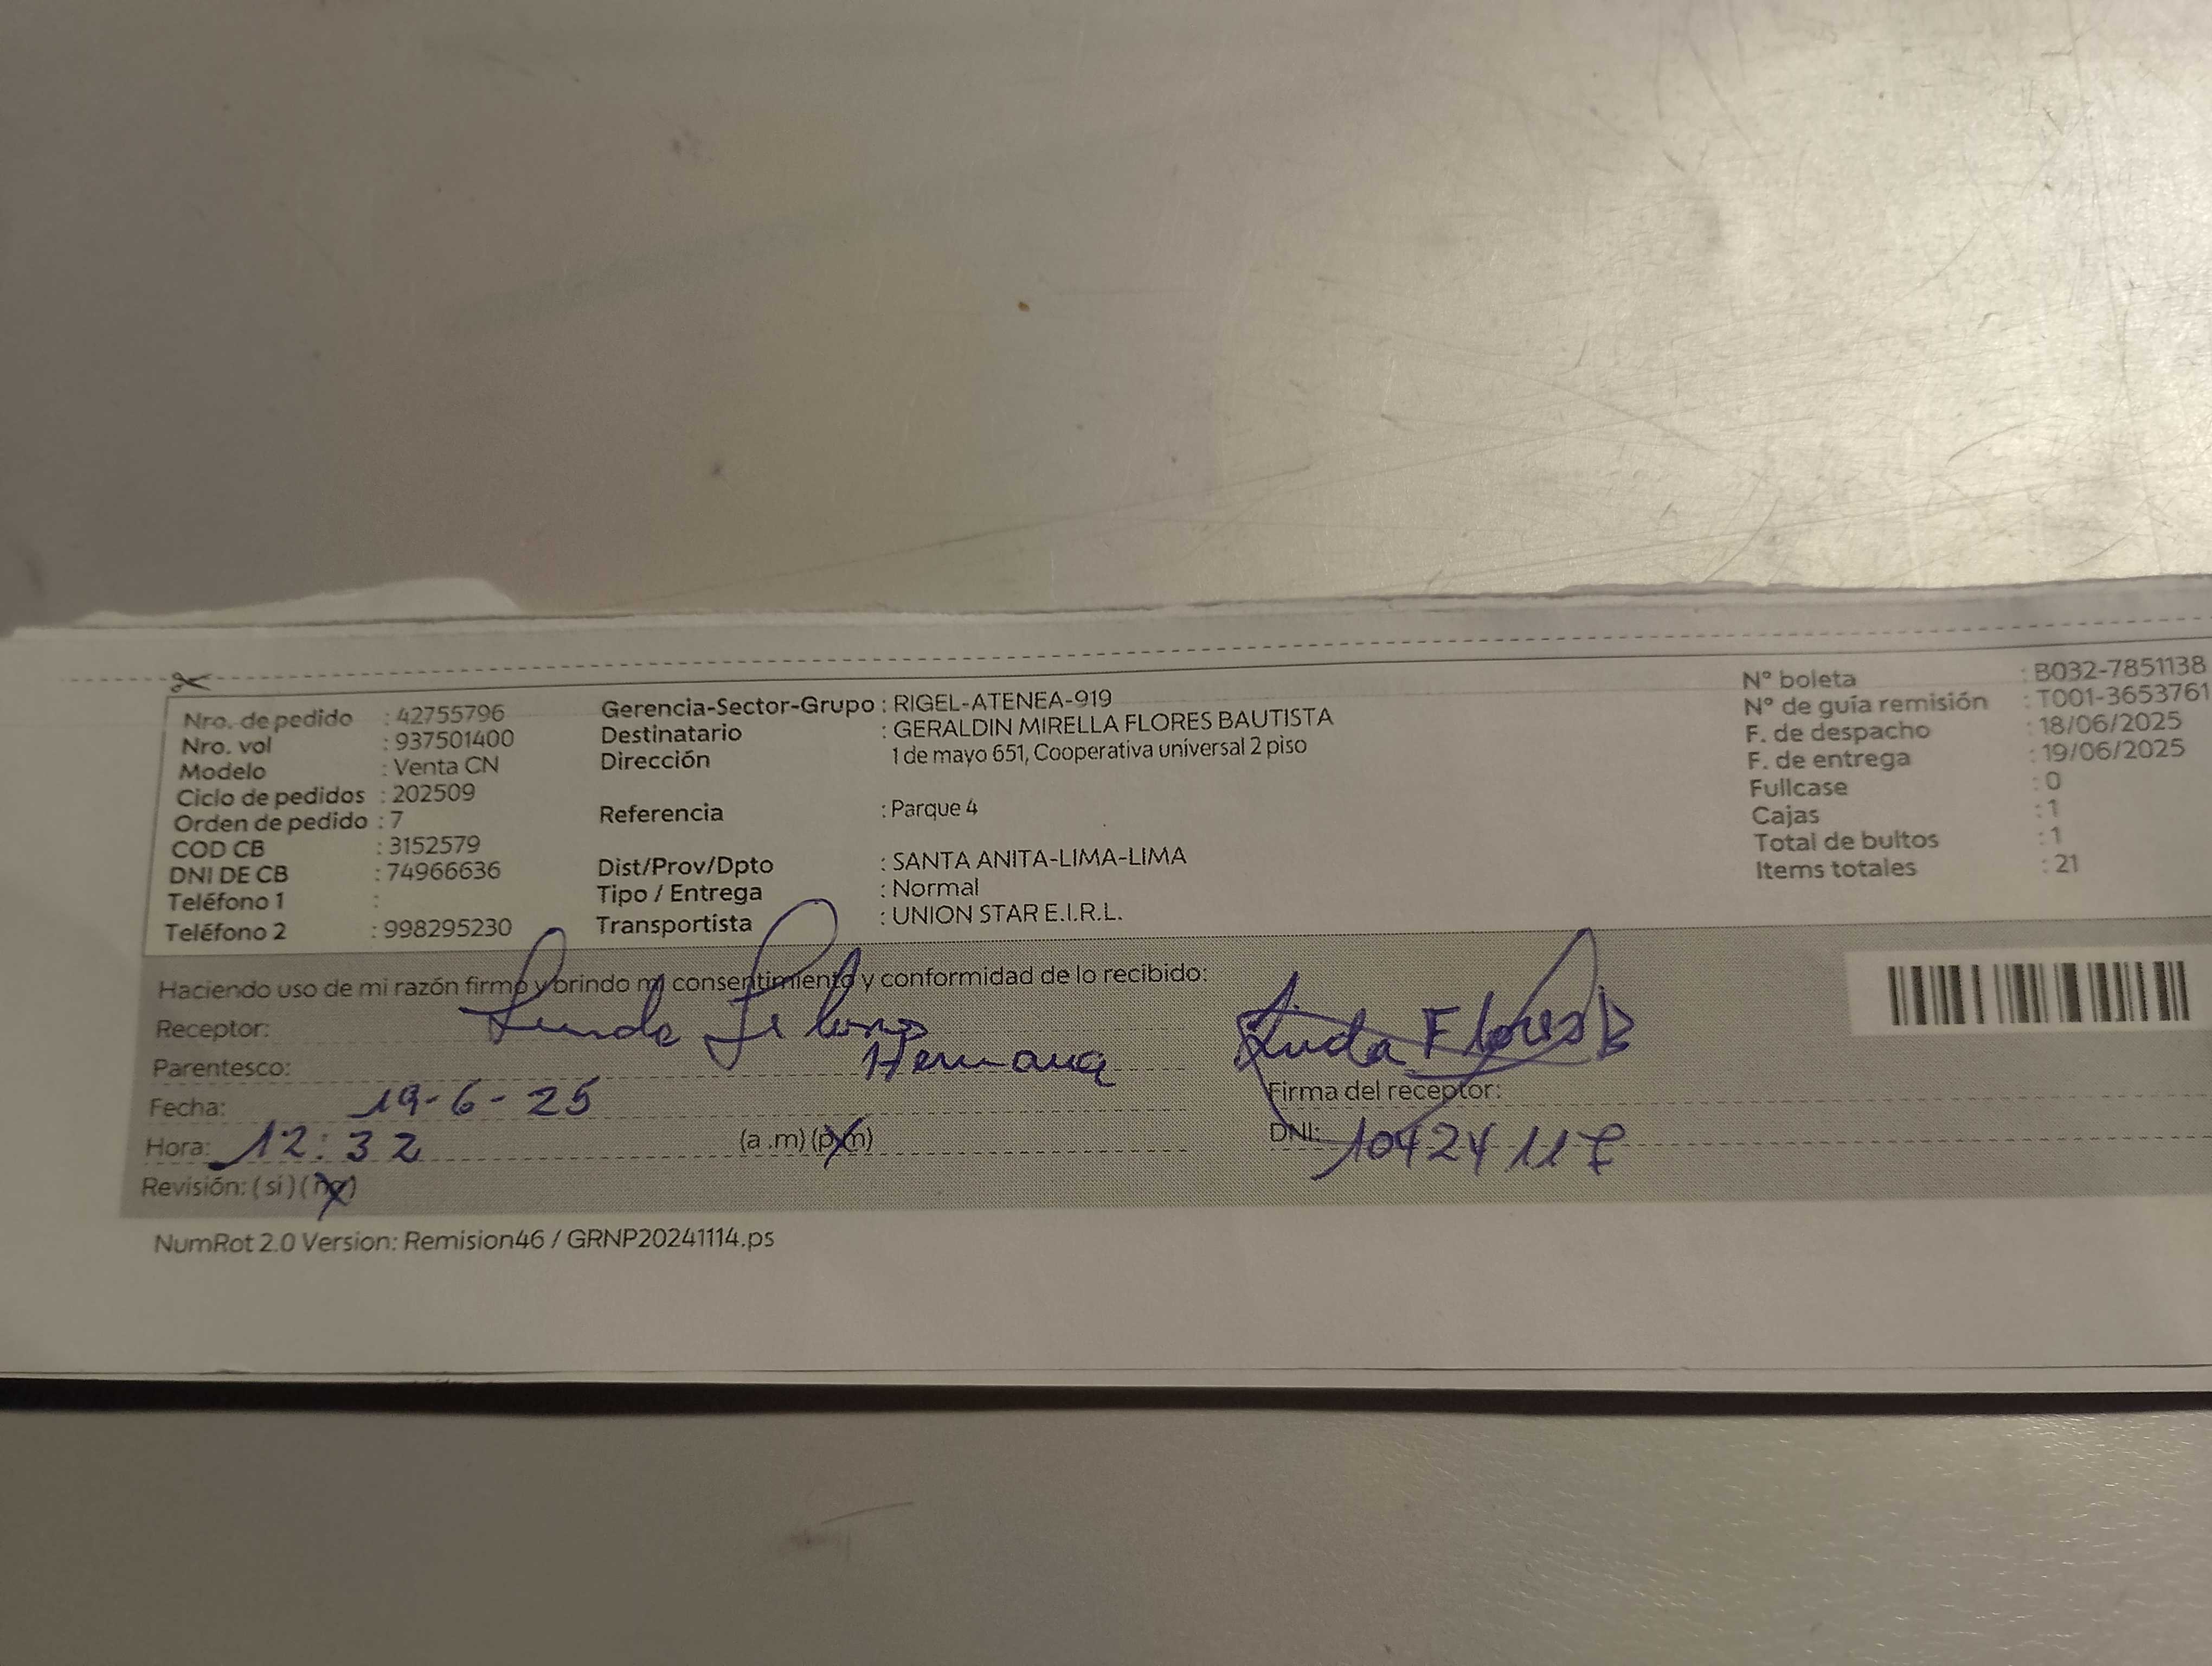 Nro. de pedido : 42755796
Nro. vol : 937501400
Modelo : Venta CN
Ciclo de pedidos : 202509
Orden de pedido : 7
COD CB : 3152579
DNI DE CB : 74966636
Teléfono 1 :
Teléfono 2 : 998295230
Gerencia-Sector-Grupo : RIGEL-ATENEA-919
Destinatario : GERALDIN MIRELLA FLORES BAUTISTA
Dirección 1 de mayo 651, Cooperativa universal 2 piso
Referencia : Parque 4
Dist/Prov/Dpto : SANTA ANITA-LIMA-LIMA
Tipo / Entrega : Normal
Transportista : UNION STAR E.I.R.L.
N° boleta : B032-7851138
N° de guía remisión : T001-3653761
F. de despacho : 18/06/2025
F. de entrega : 19/06/2025
Fullcase : 0
Cajas : 1
Total de bultos : 1
Items totales : 21
Haciendo uso de mi razón firmo y brindo mi consentimiento y conformidad de lo recibido:
Receptor: Linda Flores
Parentesco: Hermana
Fecha: 19-6-25
Hora: 12:32 (a .m) (p.m)
Revisión: ( si ) ( no )
Linda Flores B
Firma del receptor:
DNI: 10424117
NumRot 2.0 Version: Remision46 / GRNP20241114.ps